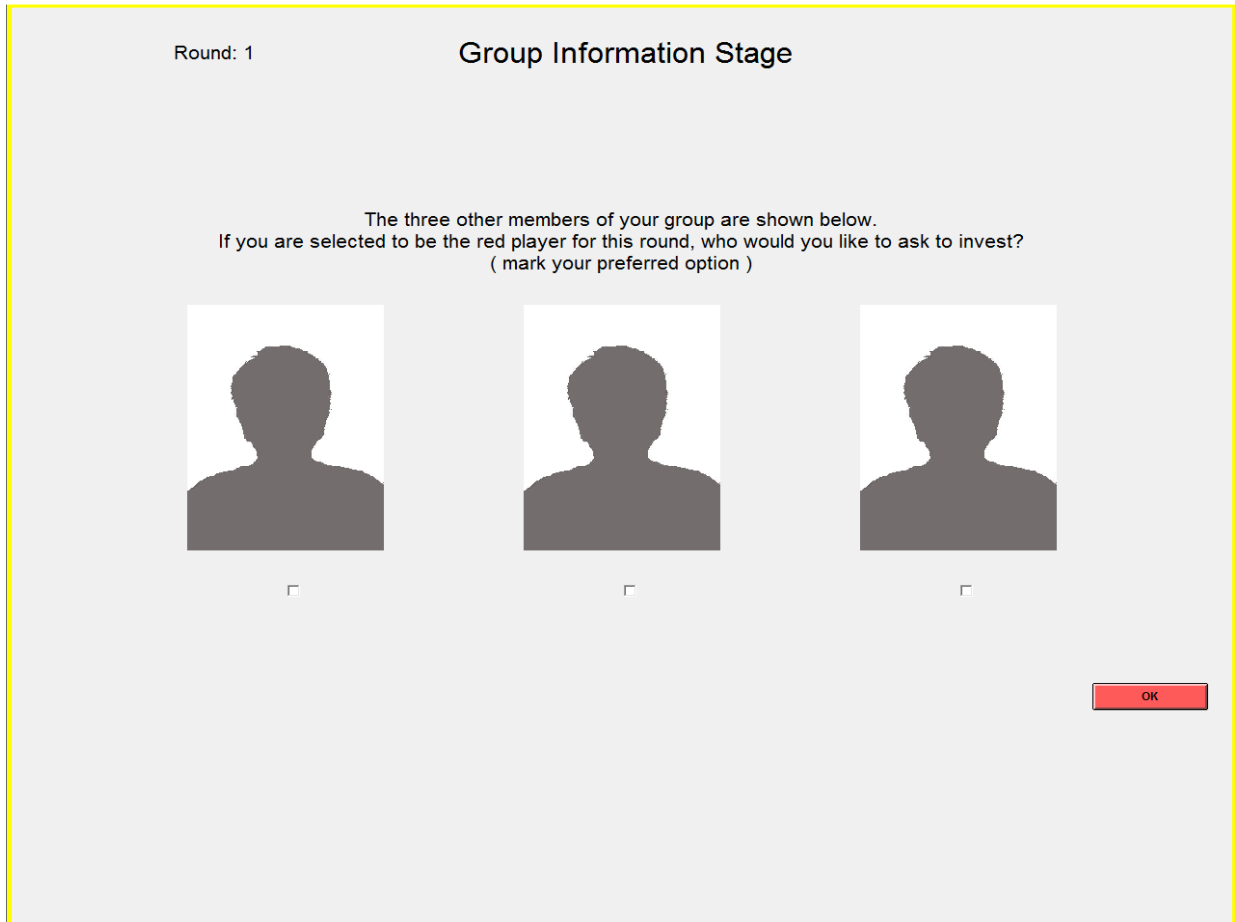 Round: 1
Group Information Stage
The three other members of your group are shown below.
If you are selected to be the red player for this round, who would you like to ask to invest?
( mark your preferred option )
OK